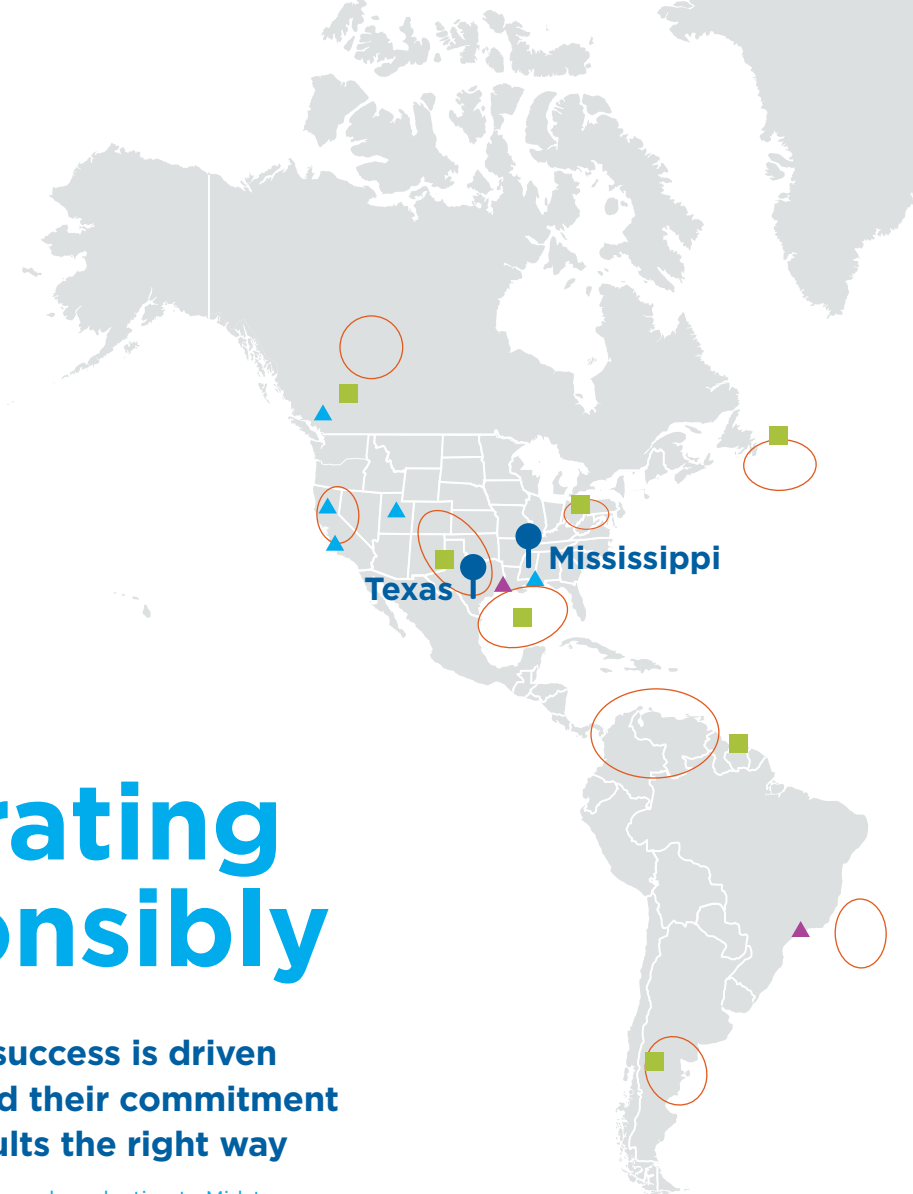 Mississippi
Texas
rating
onsibly
success is driven
d their commitment
ults the right way